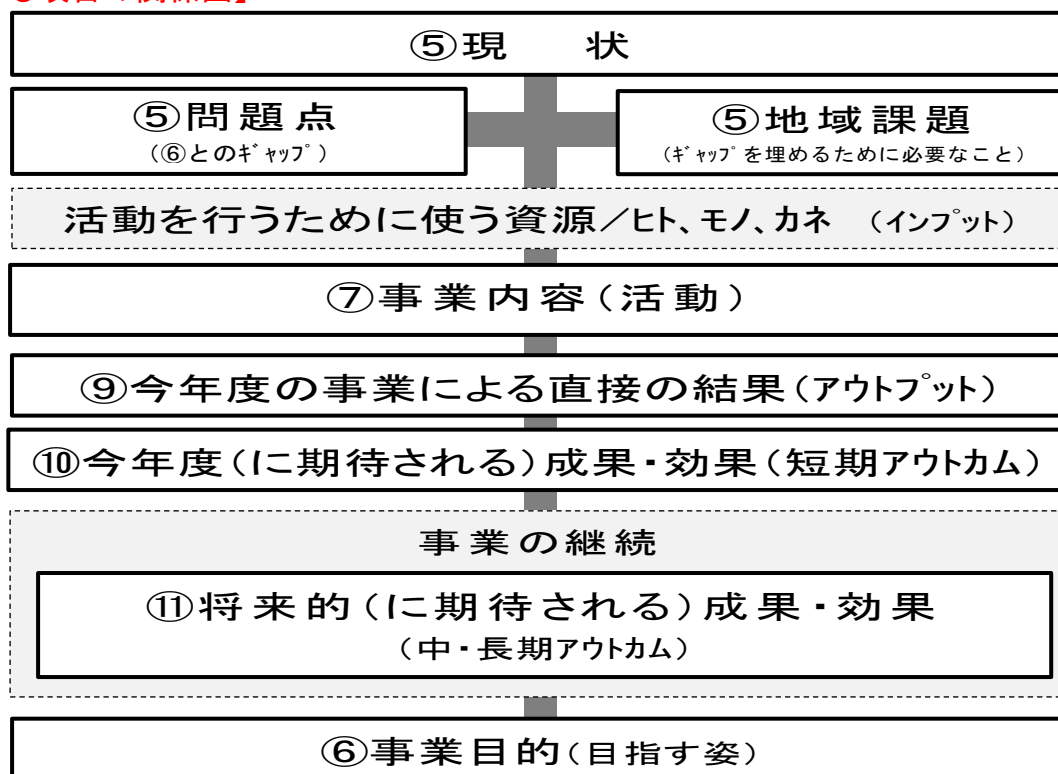 ⑤現　状
⑤問題点
(⑥とのｷﾞｬｯﾌﾟ)
⑤地域課題
(ｷﾞｬｯﾌﾟを埋めるために必要なこと)
活動を行うために使う資源／ヒト、モノ、カネ　（インプット）
⑦事業内容（活動）
⑨今年度の事業による直接の結果（アウトプット）
⑩今年度（に期待される）成果・効果（短期アウトカム）
事業の継続
⑪将来的（に期待される）成果・効果
（中・長期アウトカム）
⑥事業目的（目指す姿）